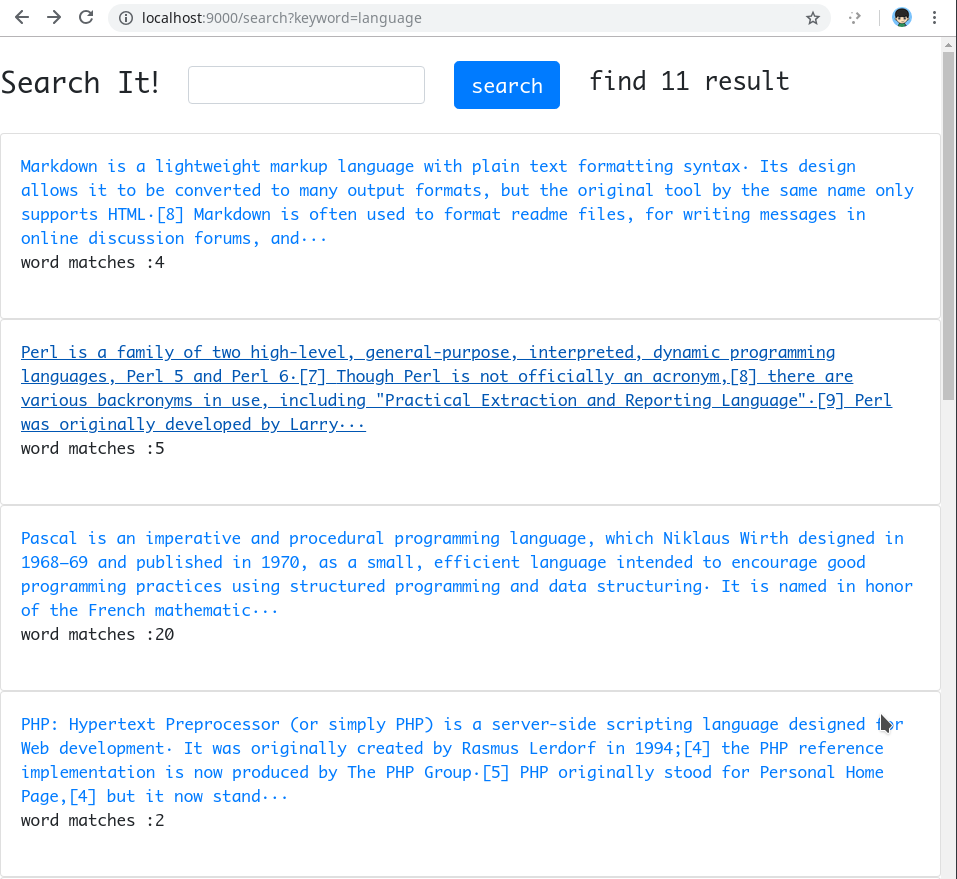 localhost:9000/search?keyword=language
Search It!
search
find 11 result
Markdown is a lightweight markup language with plain text formatting syntax. Its design
allows it to be converted to many output formats, but the original tool by the same name only
supports HTML.[8] Markdown is often used to format readme files, for writing messages in
online discussion forums, and...
word matches :4
Perl is a family of two high-level, general-purpose, interpreted, dynamic programming
languages, Perl 5 and Perl 6.[7] Though Perl is not officially an acronym,[8] there are
various backronyms in use, including "Practical Extraction and Reporting Language".[9] Perl
was originally developed by Larry...
word matches :5
Pascal is an imperative and procedural programming language, which Niklaus Wirth designed in
1968–69 and published in 1970, as a small, efficient language intended to encourage good
programming practices using structured programming and data structuring. It is named in honor
of the French mathematic...
word matches :20
PHP: Hypertext Preprocessor (or simply PHP) is a server-side scripting language designed for
Web development. It was originally created by Rasmus Lerdorf in 1994;[4] the PHP reference
implementation is now produced by The PHP Group.[5] PHP originally stood for Personal Home
Page,[4] but it now stand...
word matches :2